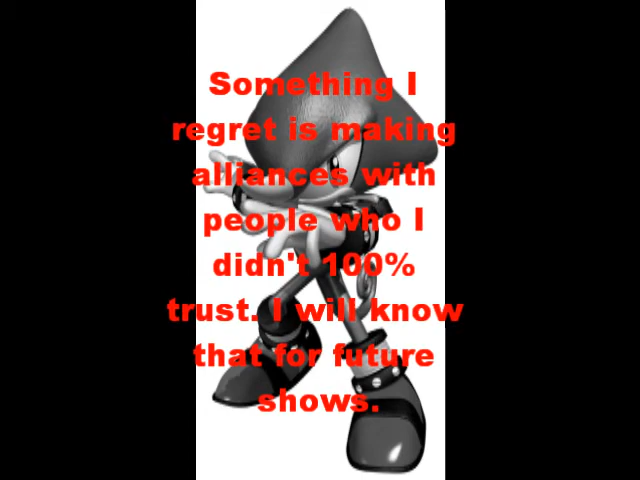 Something I
regret is making
alliances with
people who I
didn't 100%
trust. I will know
that for future
shows.